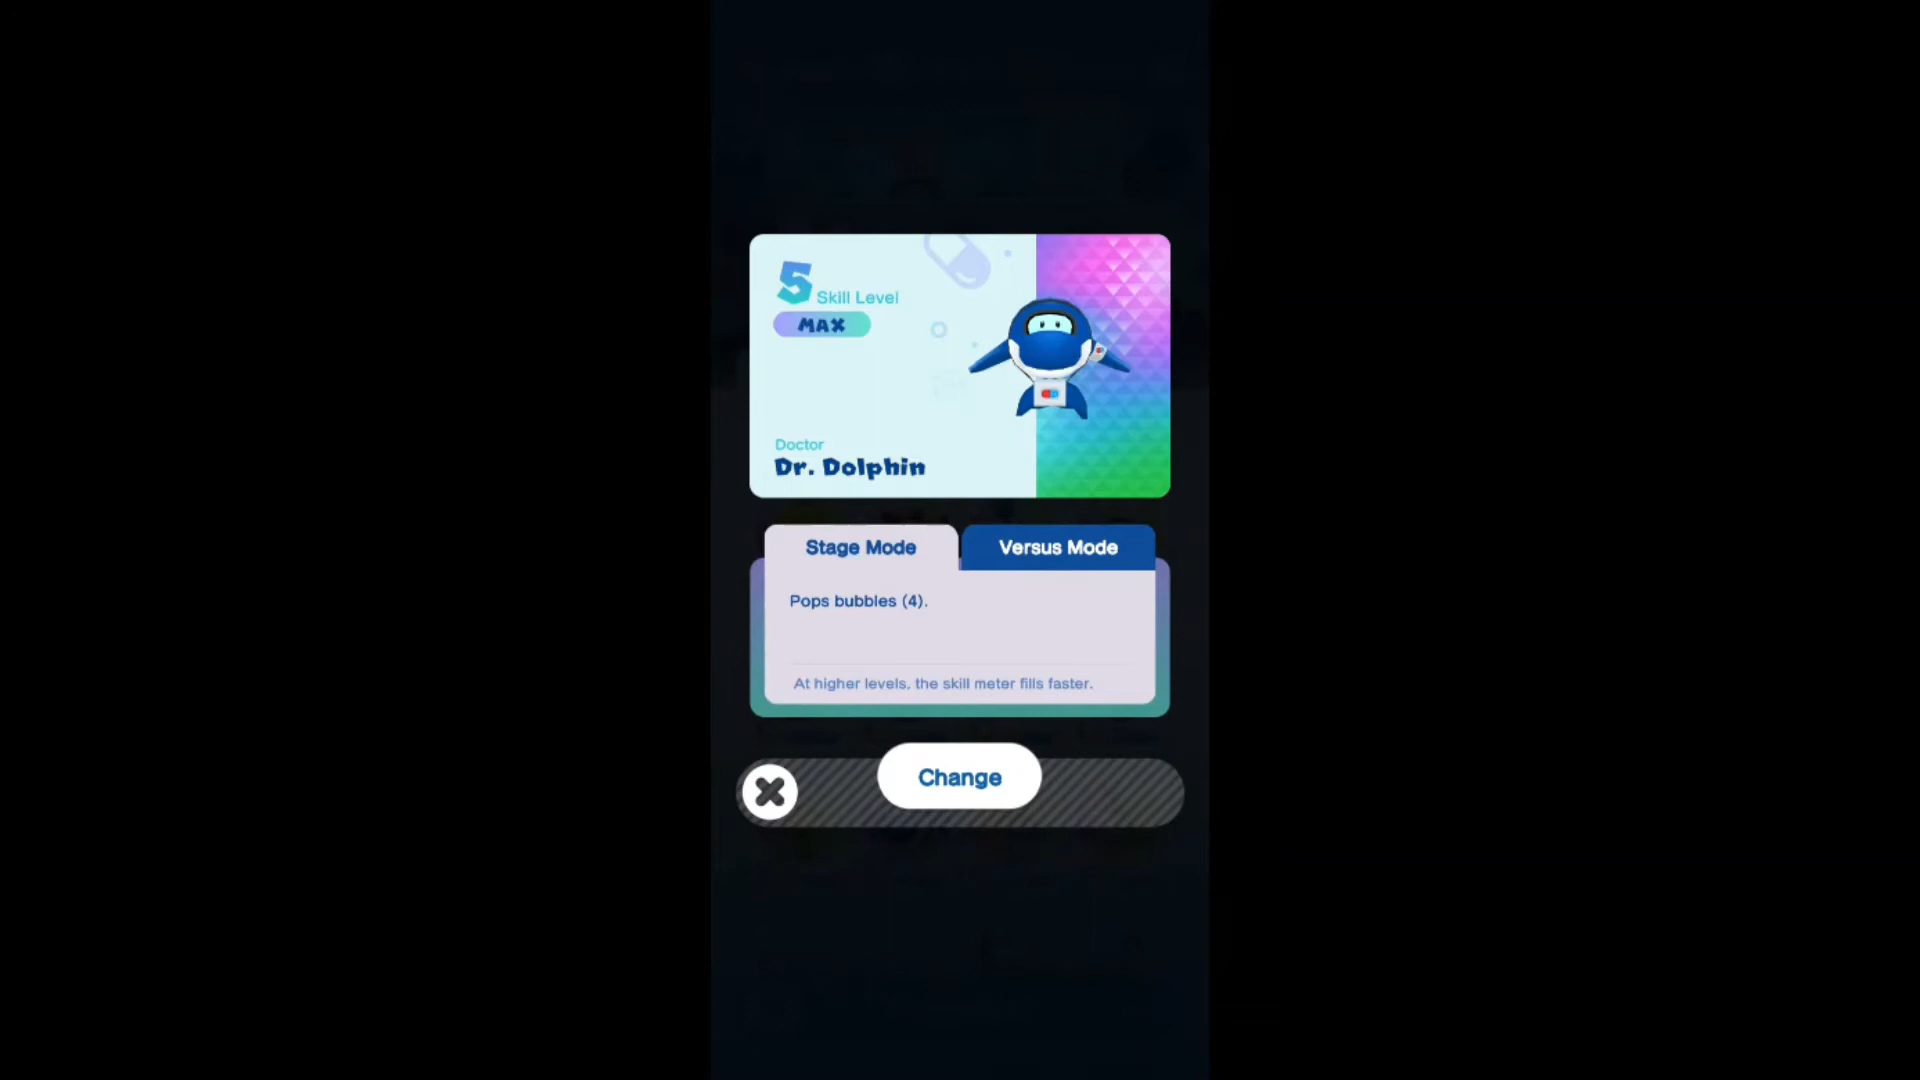 5 Skill Level
MAX
Doctor
Dr. Dolphin
Stage Mode
Versus Mode
Pops bubbles (4).
At higher levels, the skill meter fills faster.
Change